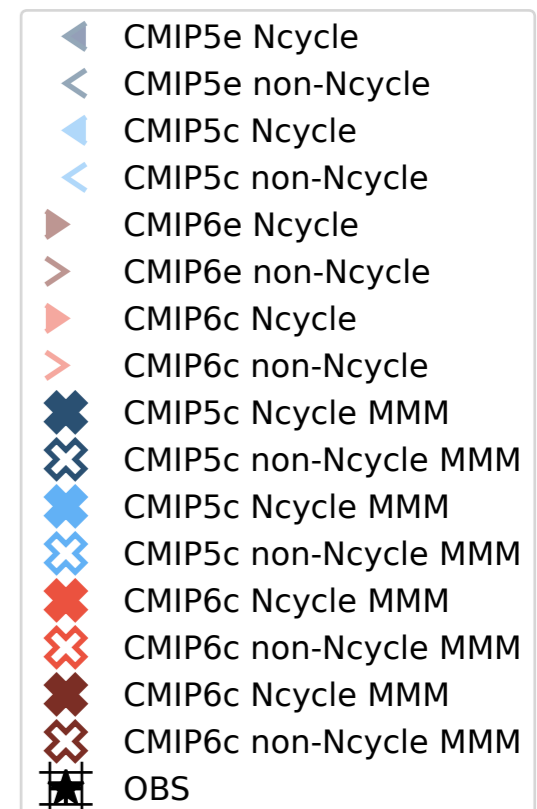 CMIP5e Ncycle
CMIP5e non-Ncycle
CMIP5c Ncycle
CMIP5c non-Ncycle
CMIP6e Ncycle
CMIP6e non-Ncycle
CMIP6c Ncycle
CMIP6c non-Ncycle
CMIP5c Ncycle MMM
CMIP5c non-Ncycle MMM
CMIP5c Ncycle MMM
CMIP5c non-Ncycle MMM
CMIP6c Ncycle MMM
CMIP6c non-Ncycle MMM
CMIP6c Ncycle MMM
CMIP6c non-Ncycle MMM
OBS